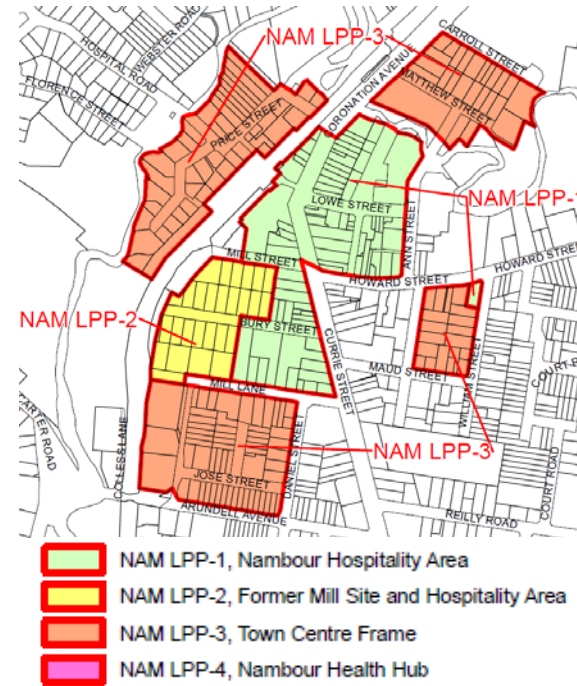 CARROLL STREET
WEBSTER ROAD
NAM LPP-3
HOSPITAL ROAD
CORONATION AVENUE
MATTHEW STREET
FLORENCE STREET
PRICE STREET
NAM LPP-1
LOWE STREET
ANN STREET
MILL STREET
HOWARD STREET
HOWARD STREET
NAM LPP-2
BURY STREET
CURRIE STREET
MAUD STREET
WILLIAM STREET
MILL LANE
CARTER ROAD
COLLESS LANE
NAM LPP-3
DANIEL STREET
JOSE STREET
COURT ROAD
ARUNDELL AVENUE
REILLY ROAD
NAM LPP-1, Nambour Hospitality Area
NAM LPP-2, Former Mill Site and Hospitality Area
NAM LPP-3, Town Centre Frame
NAM LPP-4, Nambour Health Hub